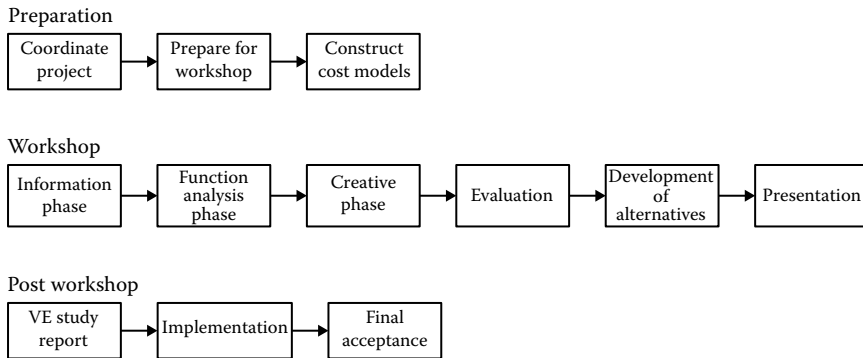 Preparation
Coordinate
project
Prepare for
workshop
Construct
cost models
Workshop
Information
phase
Function
analysis
phase
Creative
phase
Evaluation
Development
of
alternatives
Presentation
Post workshop
VE study
report
Implementation
Final
acceptance